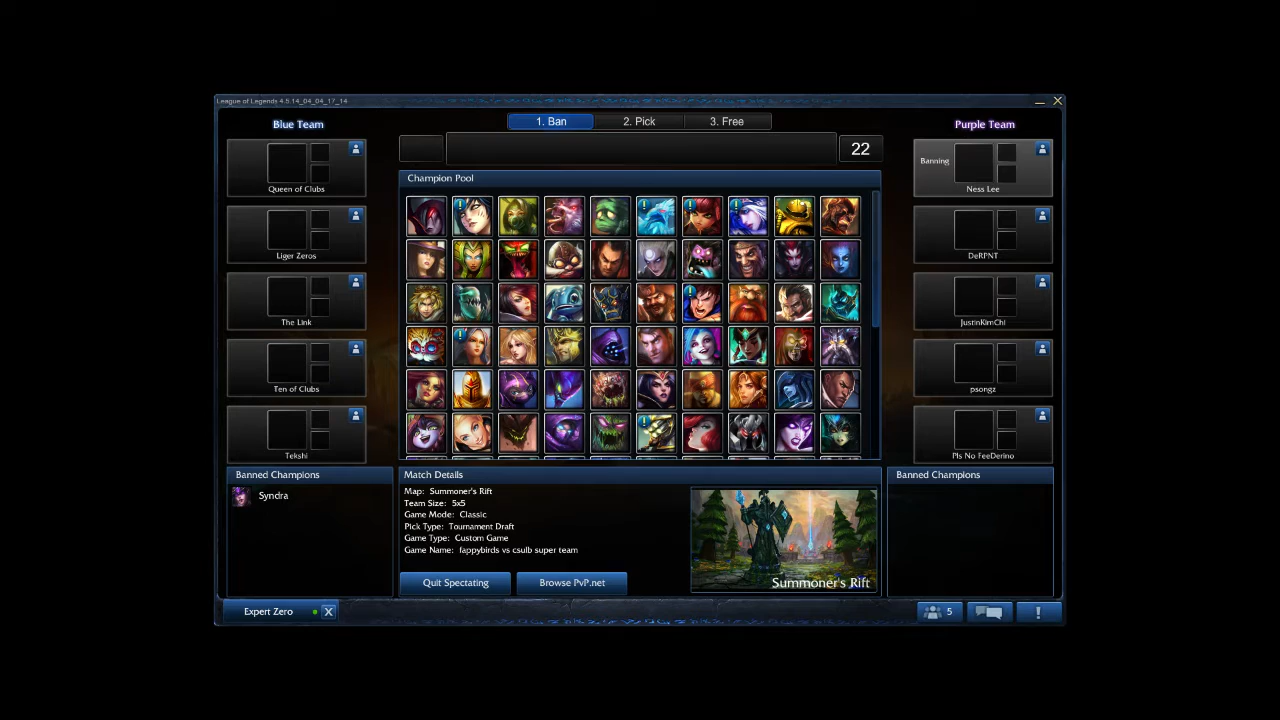 League of Legends 4.5.14_04_04_17_14
Blue Team
1. Ban
2. Pick
3. Free
Purple Team
22
Queen of Clubs
Liger Zeros
The Link
Ten of Clubs
Tekshi
Champion Pool
Banning
Ness Lee
DeRPNT
JustinKimChi
psongz
Pls No FeeDerino
Banned Champions
Syndra
Match Details
Map: Summoner's Rift
Team Size: 5x5
Game Mode: Classic
Pick Type: Tournament Draft
Game Type: Custom Game
Game Name: fappybirds vs csulb super team
Summoner's Rift
Quit Spectating
Browse PvP.net
Banned Champions
Expert Zero
5